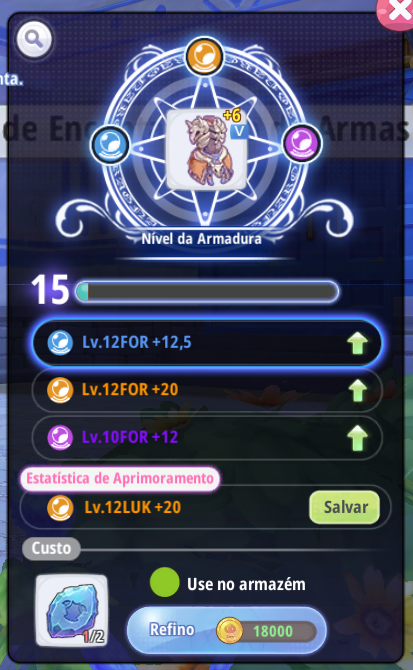 nta.
de En
Armas
+6
V
Nível da Armadura
15
Lv.12FOR +12,5
Lv.12FOR +20
Lv.10FOR +12
Estatística de Aprimoramento
Lv.12LUK +20
Salvar
Custo
1/2
Use no armazém
Refino
18000